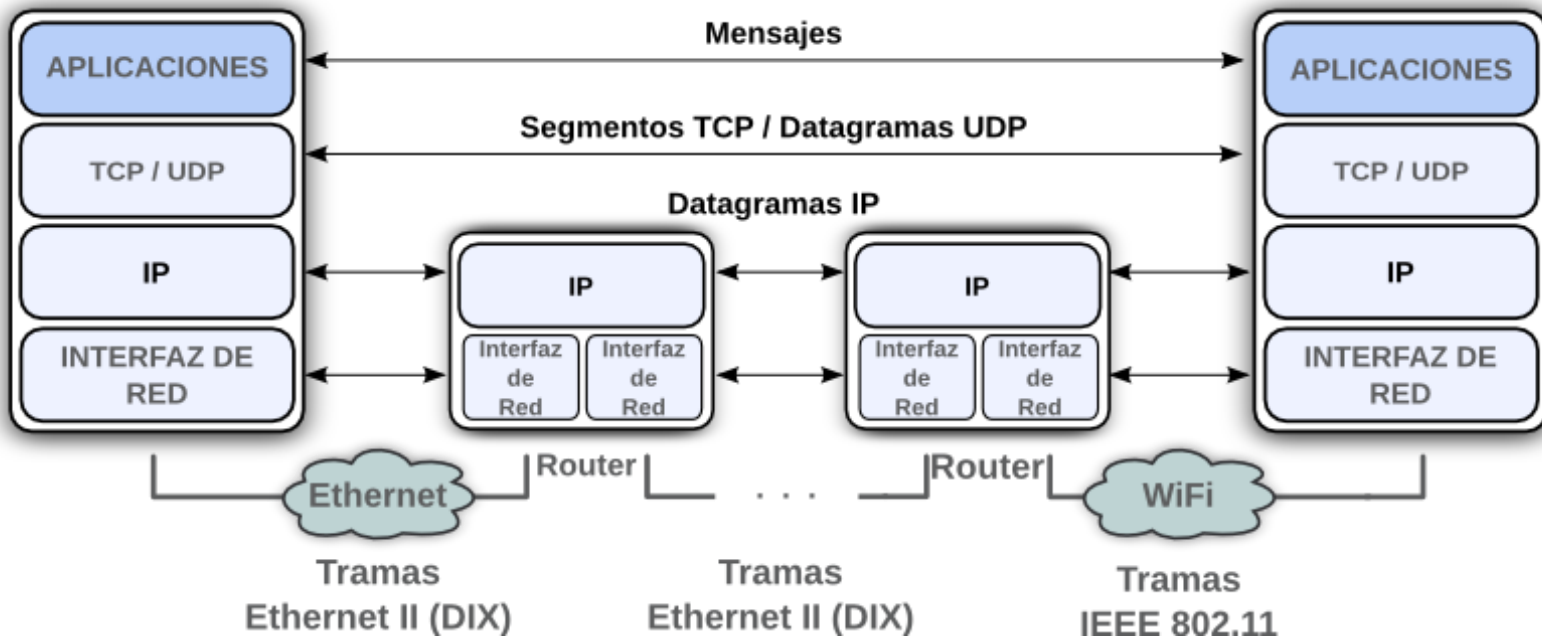 Mensajes
APLICACIONES
APLICACIONES
Segmentos TCP / Datagramas UDP
TCP / UDP
TCP / UDP
Datagramas IP
IP
IP
IP
IP
INTERFAZ DE
RED
Interfaz
de
Red
Interfaz
de
Red
Interfaz
de
Red
Interfaz
de
Red
INTERFAZ DE
RED
Router
Router
Ethernet
. . .
WiFi
Tramas
Ethernet II (DIX)
Tramas
Ethernet II (DIX)
Tramas
IEEE 802.11